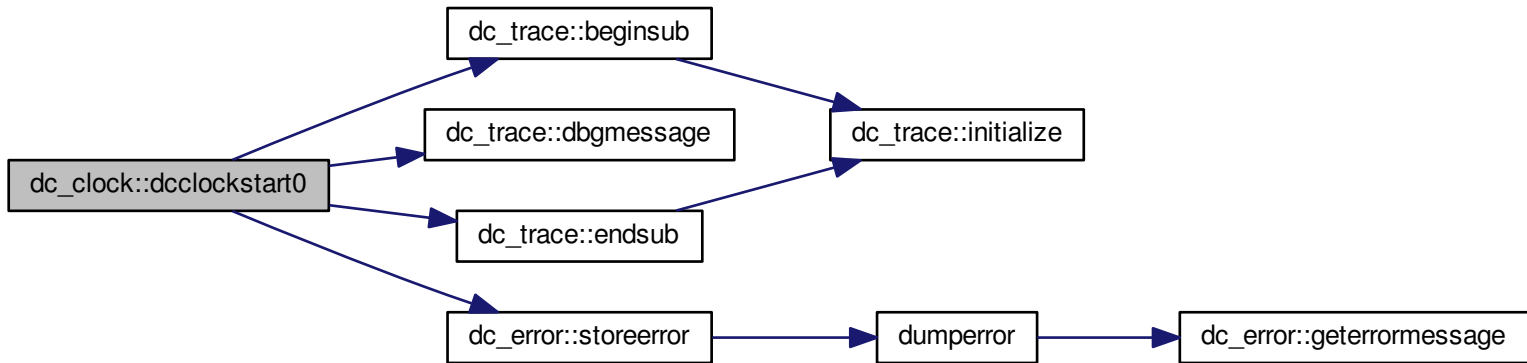 dc_trace::beginsub
dc_trace::dbgmessage
dc_trace::initialize
dc_clock::dcclockstart0
dc_trace::endsub
dc_error::storeerror
dumperror
dc_error::geterrormessage